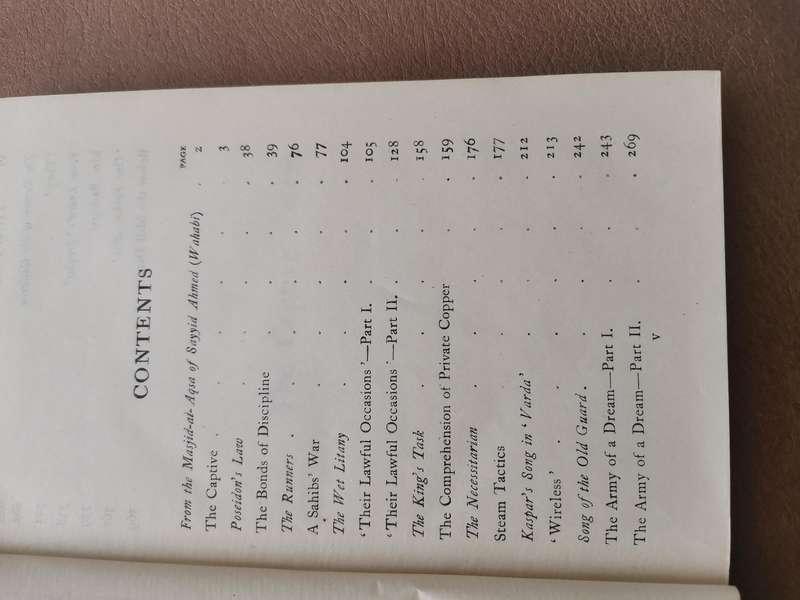 CONTENTS
PAGE
From the Masjid-al-Aqsa of Sayyid Ahmed (Wahabi) . 2
The Captive . . . . . . 3
Poseidon's Law . . . . . 38
The Bonds of Discipline . . . . 39
The Runners . . . . . . 76
A Sahibs' War . . . . . 77
The Wet Litany . . . . . 104
'Their Lawful Occasions'—Part I. . . . 105
'Their Lawful Occasions'—Part II. . . . 128
The King's Task . . . . . 158
The Comprehension of Private Copper . . . 159
The Necessitarian . . . . . 176
Steam Tactics . . . . . 177
Kaspar's Song in 'Varda' . . . . 212
'Wireless' . . . . . . 213
Song of the Old Guard . . . . . 242
The Army of a Dream—Part I. . . . 243
The Army of a Dream—Part II. . . . 269
v